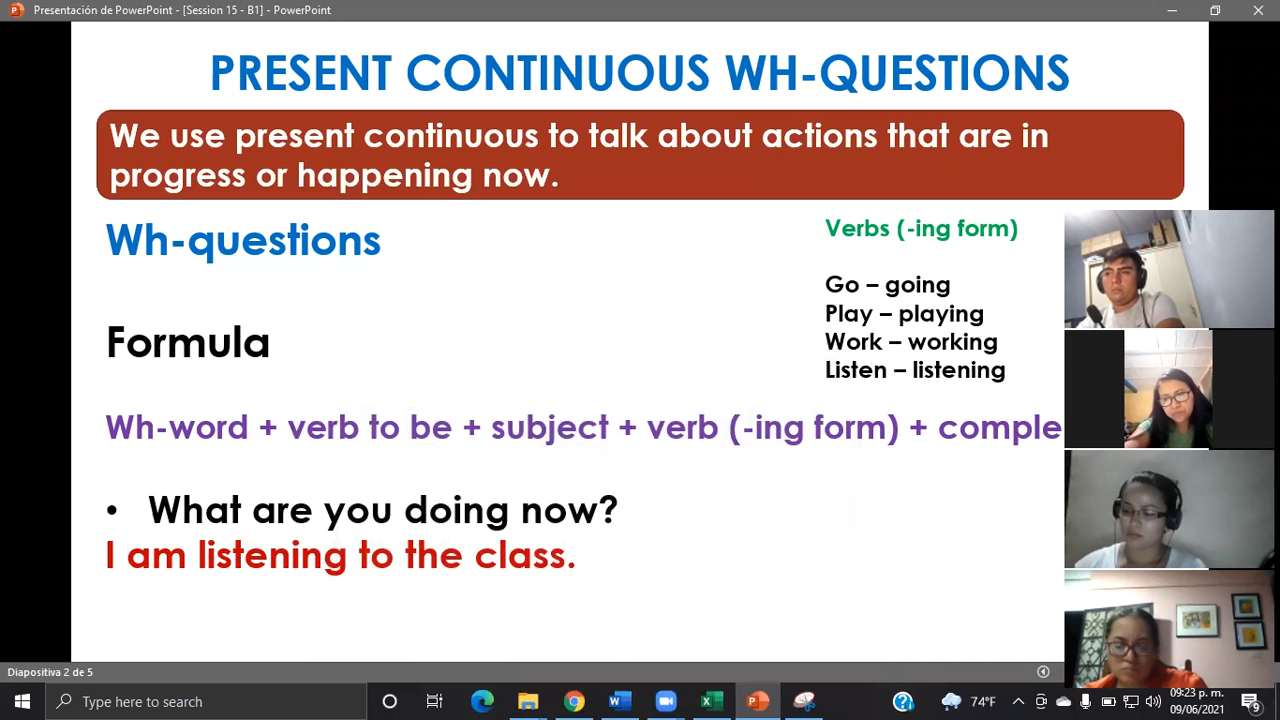 Presentación de PowerPoint - [Session 15 - B1] - PowerPoint
PRESENT CONTINUOUS WH-QUESTIONS
We use present continuous to talk about actions that are in
progress or happening now.
Wh-questions
Verbs (-ing form)
Go – going
Play – playing
Work – working
Listen – listening
Formula
Wh-word + verb to be + subject + verb (-ing form) + comple
• What are you doing now?
I am listening to the class.
Diapositiva 2 de 5
Type here to search
74°F
09:23 p. m.
09/06/2021
9